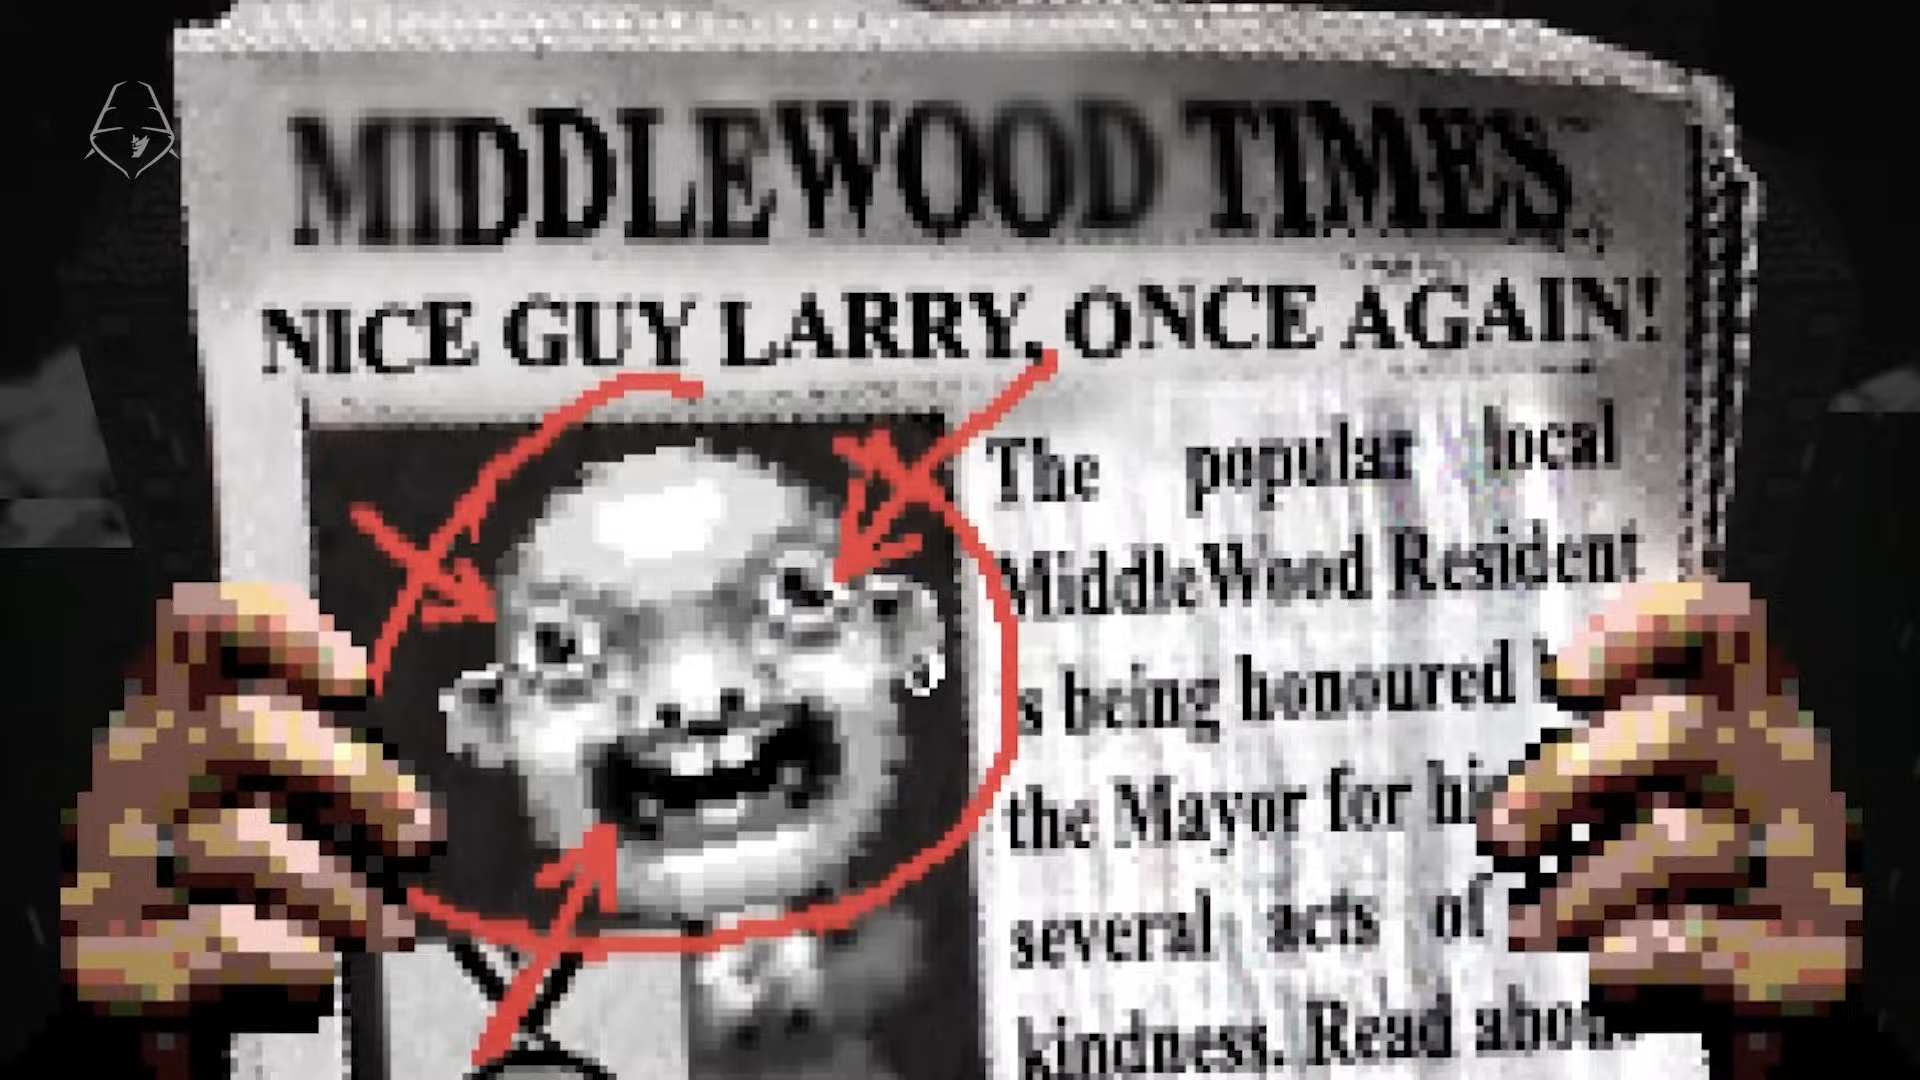 MIDDLEWOOD TIMES
NICE GUY LARRY, ONCE AGAIN!
The popular local
MiddleWood Resident
is being honoured
the Mayor for
several acts of
kindness. Read